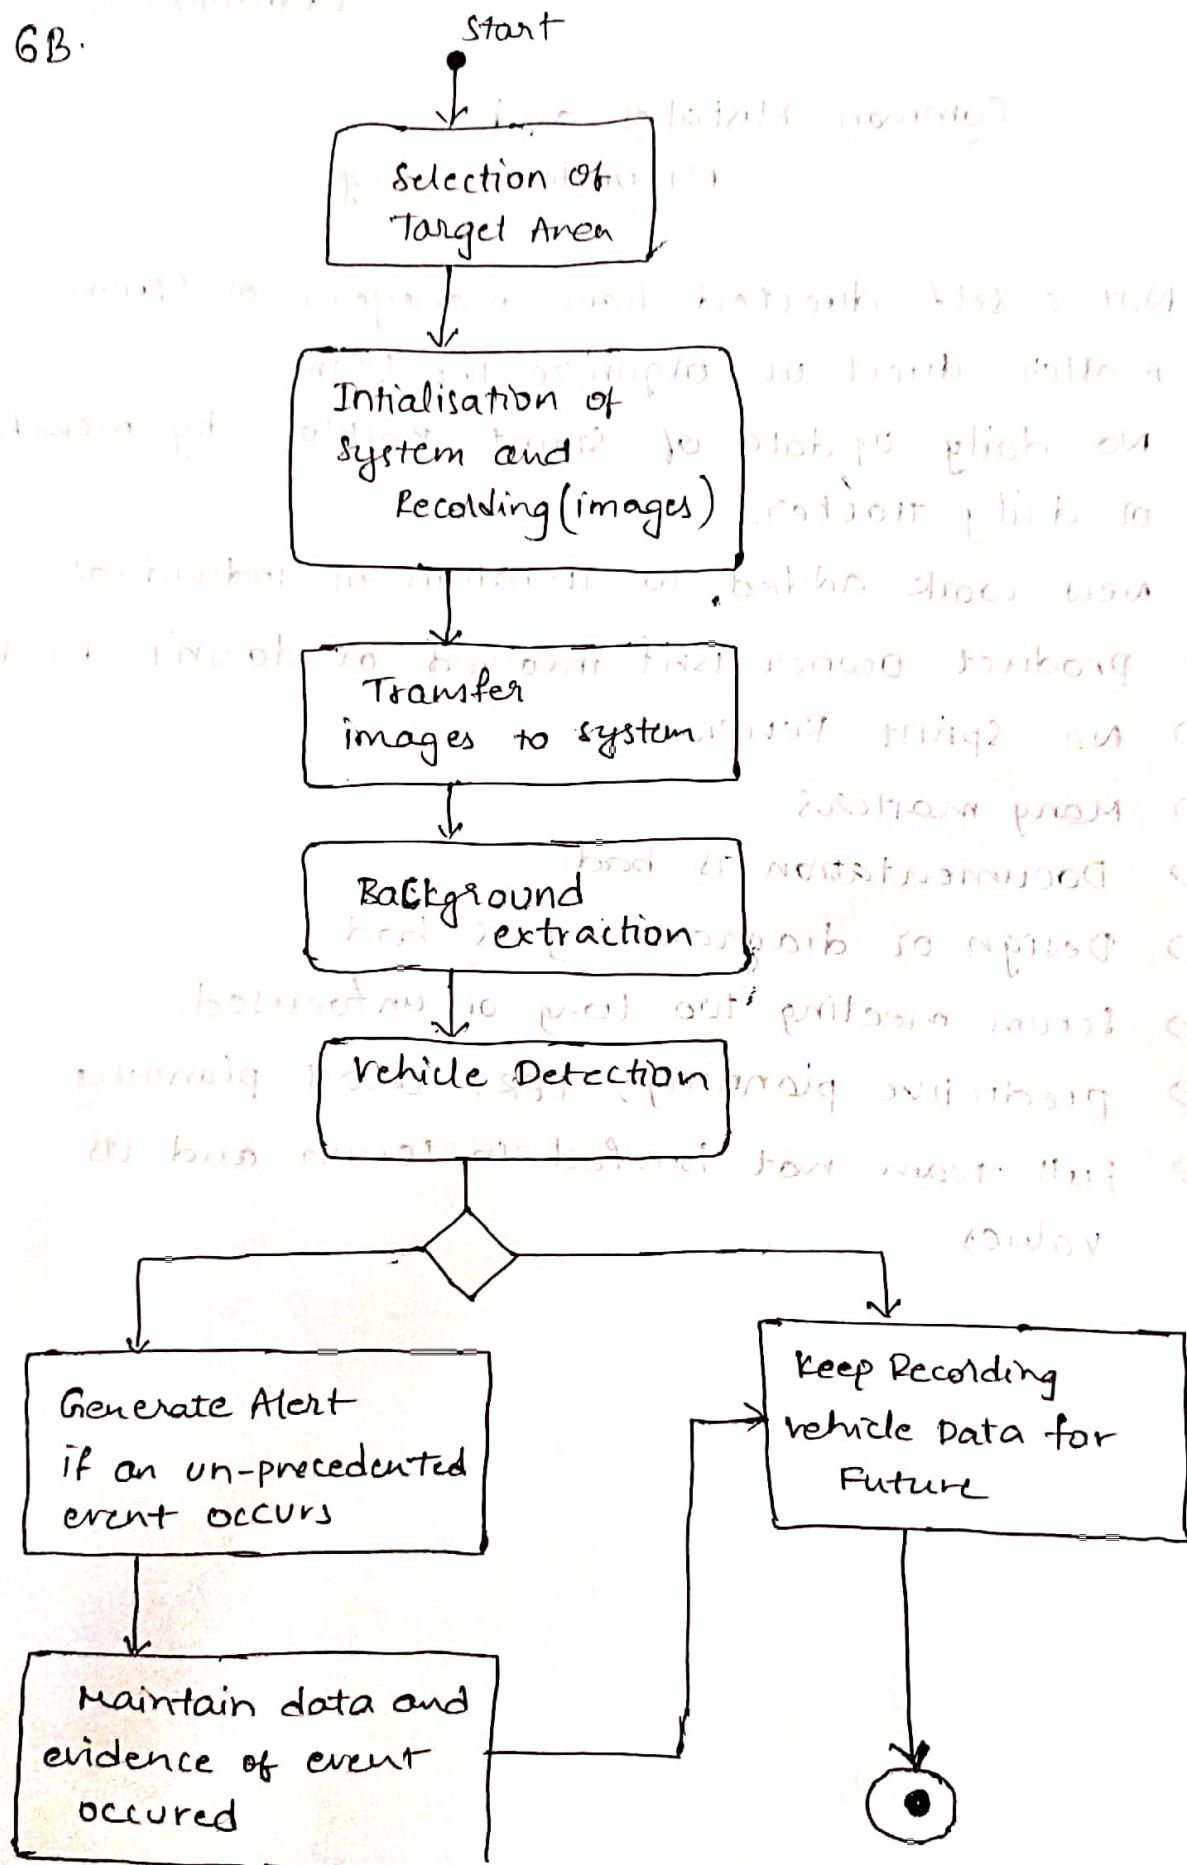 6B.
Start
Selection of
Target Area
Intialisation of
System and
Recolding (images)
Transfer
images to system
Background
extraction
Vehicle Detection
Generate Alert
if an un-precedented
event occurs
Keep Recording
vehicle Data for
Future
Maintain data and
evidence of event
occured